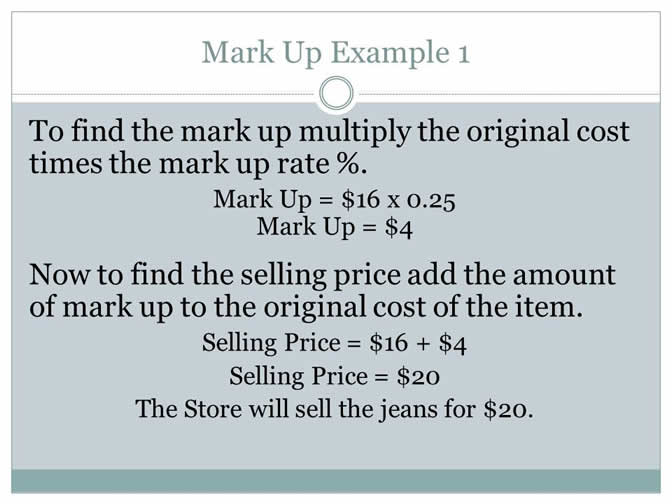 Mark Up Example 1
To find the mark up multiply the original cost
times the mark up rate %.
Mark Up = $16 x 0.25
Mark Up = $4
Now to find the selling price add the amount
of mark up to the original cost of the item.
Selling Price = $16 + $4
Selling Price = $20
The Store will sell the jeans for $20.